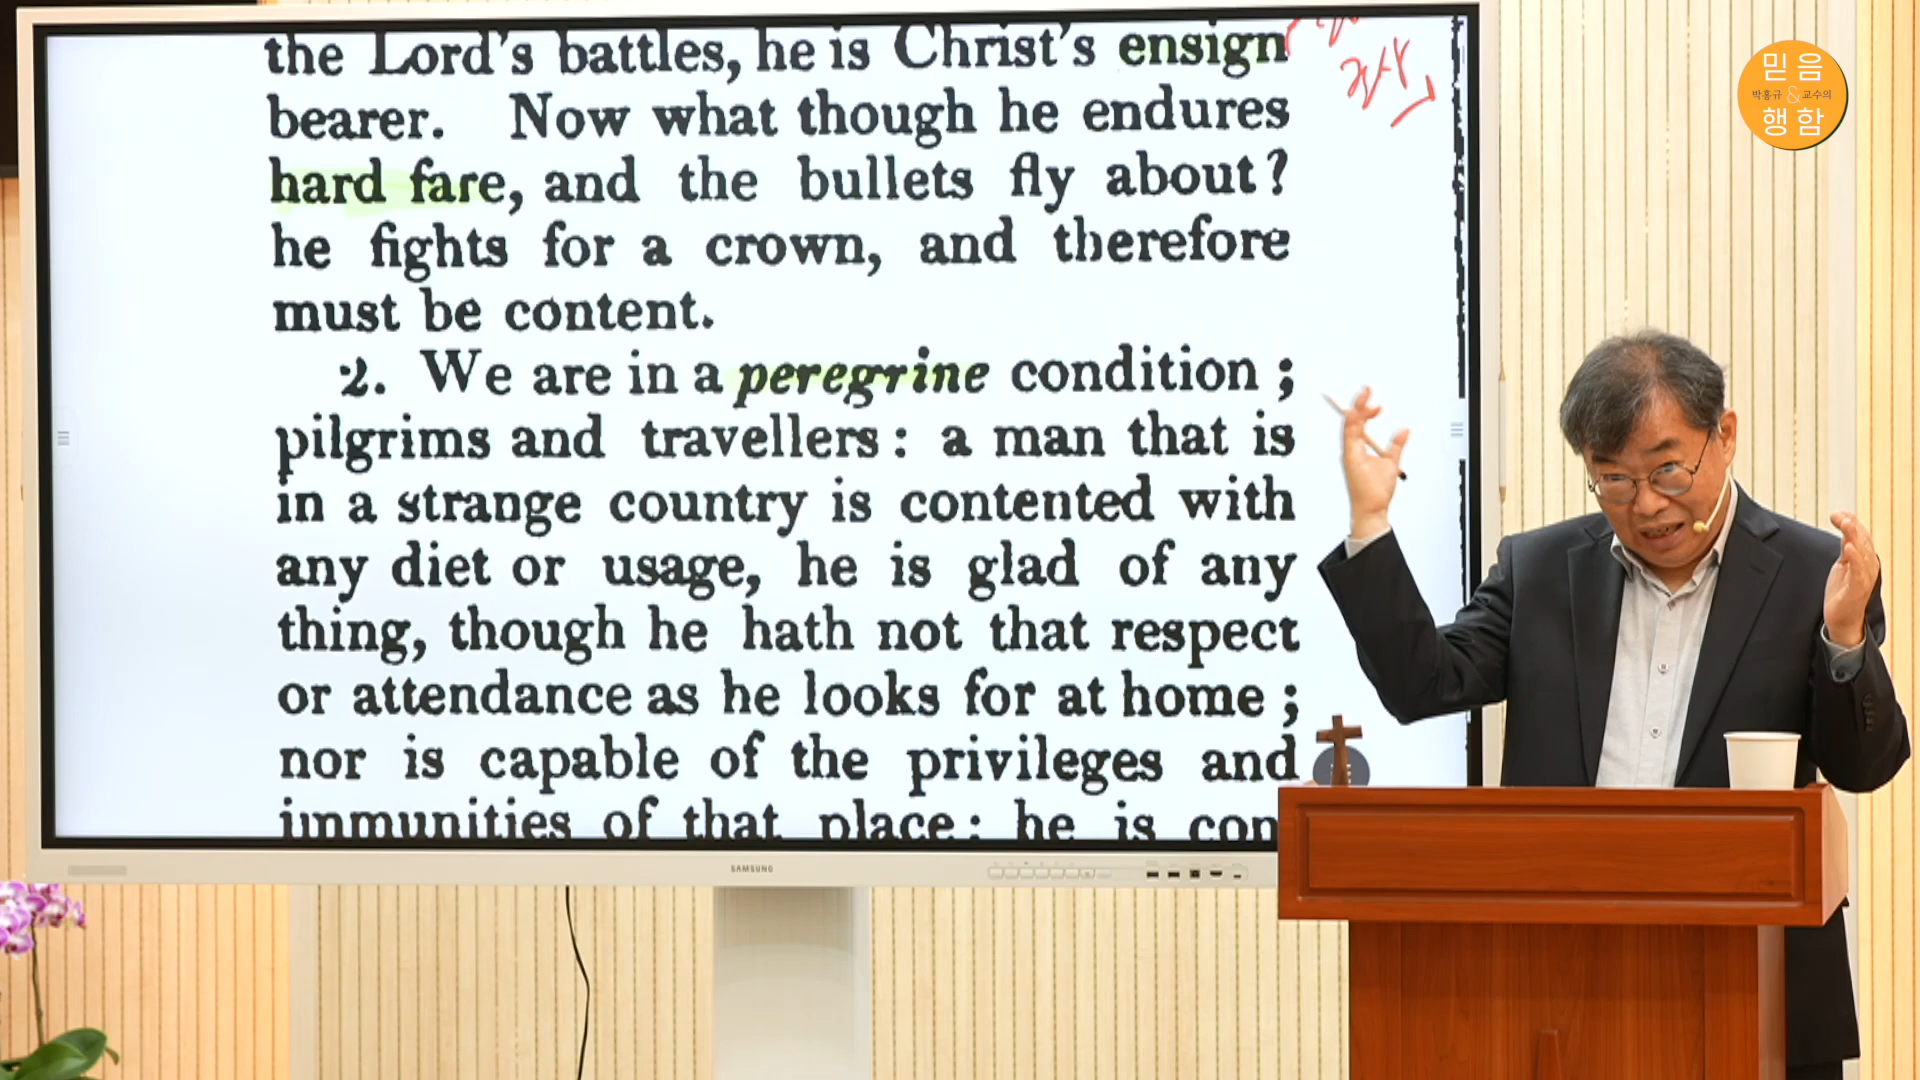 the Lord's battles, he is Christ's ensign
bearer. Now what though he endures
hard fare, and the bullets fly about?
he fights for a crown, and therefore
must be content.
2. We are in a peregrine condition;
pilgrims and travellers: a man that is
in a strange country is contented with
any diet or usage, he is glad of any
thing, though he hath not that respect
or attendance as he looks for at home;
nor is capable of the privileges and
immunities of that place: he is con
믿음
박홍규 & 교수의
행함
SAMSUNG